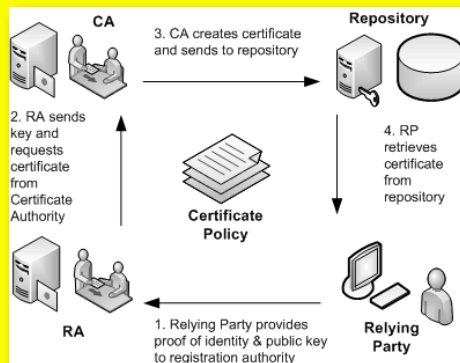 CA
Repository
3. CA creates certificate
and sends to repository
2. RA sends
key and
requests
certificate
from
Certificate
Authority
4. RP
retrieves
certificate
from
repository
Certificate
Policy
RA
1. Relying Party provides
proof of identity & public key
to registration authority
Relying
Party